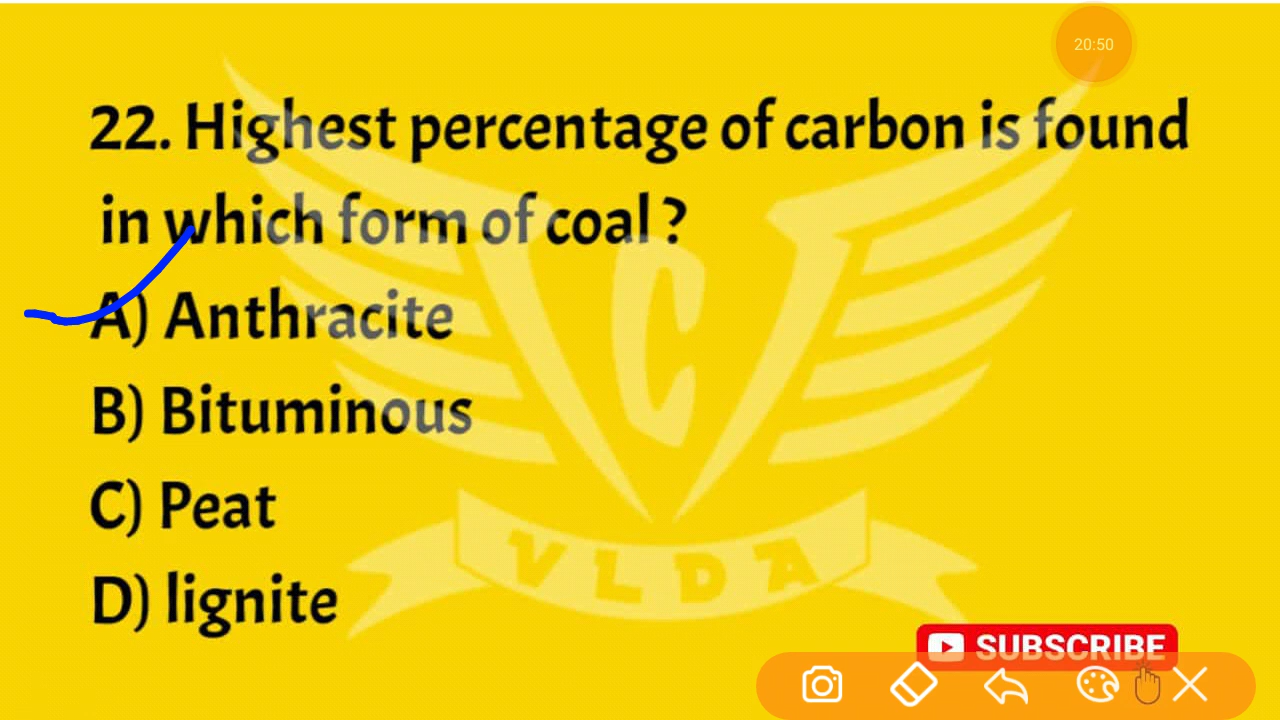 20:50
22. Highest percentage of carbon is found
in which form of coal ?
A) Anthracite
B) Bituminous
C) Peat
D) lignite
VC
VLDA
SUBSCRIBE